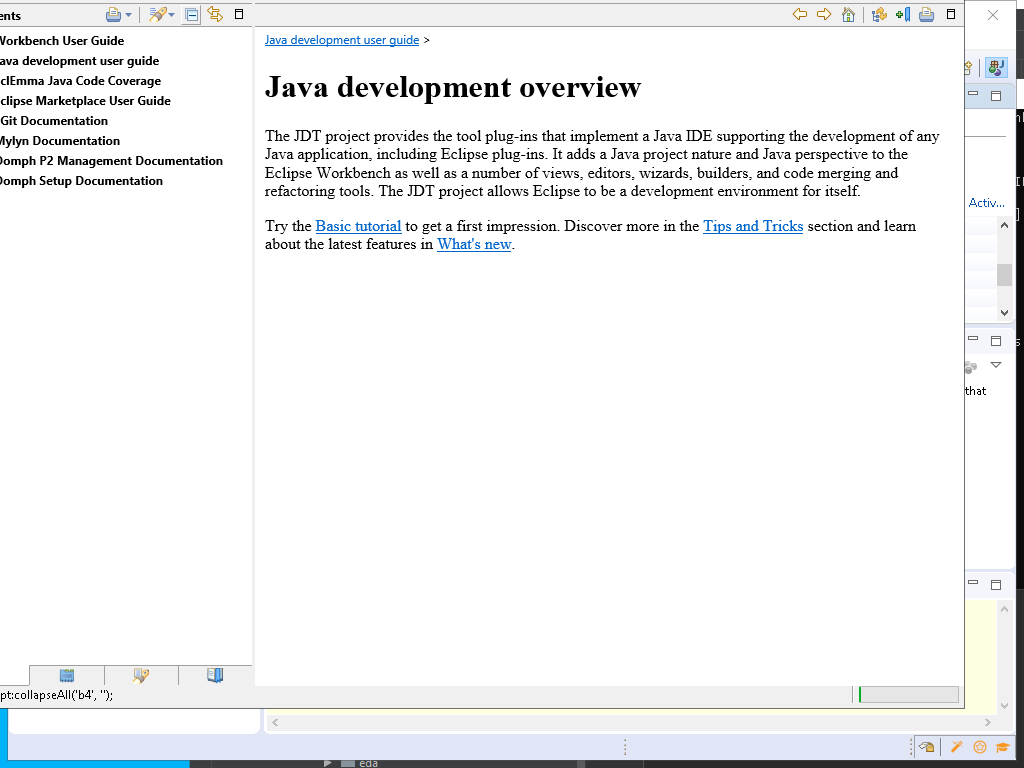 ents
Workbench User Guide
ava development user guide
clEmma Java Code Coverage
clipse Marketplace User Guide
Git Documentation
Mylyn Documentation
Oomph P2 Management Documentation
Oomph Setup Documentation
pt:collapseAll('b4', '');
Java development user guide >
Java development overview
The JDT project provides the tool plug-ins that implement a Java IDE supporting the development of any
Java application, including Eclipse plug-ins. It adds a Java project nature and Java perspective to the
Eclipse Workbench as well as a number of views, editors, wizards, builders, and code merging and
refactoring tools. The JDT project allows Eclipse to be a development environment for itself.
Try the Basic tutorial to get a first impression. Discover more in the Tips and Tricks section and learn
about the latest features in What's new.
Activ...
that
eda